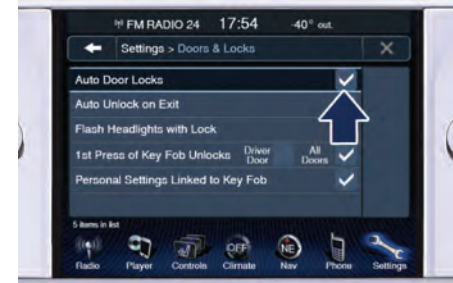 FM RADIO 24 17:54 -40° out.
Settings > Doors & Locks
Auto Door Locks
Auto Unlock on Exit
Flash Headlights with Lock
1st Press of Key Fob Unlocks Driver Door All Doors
Personal Settings Linked to Key Fob
5 items in list
OFF NE
Radio Player Controls Climate Nav Phone Settings